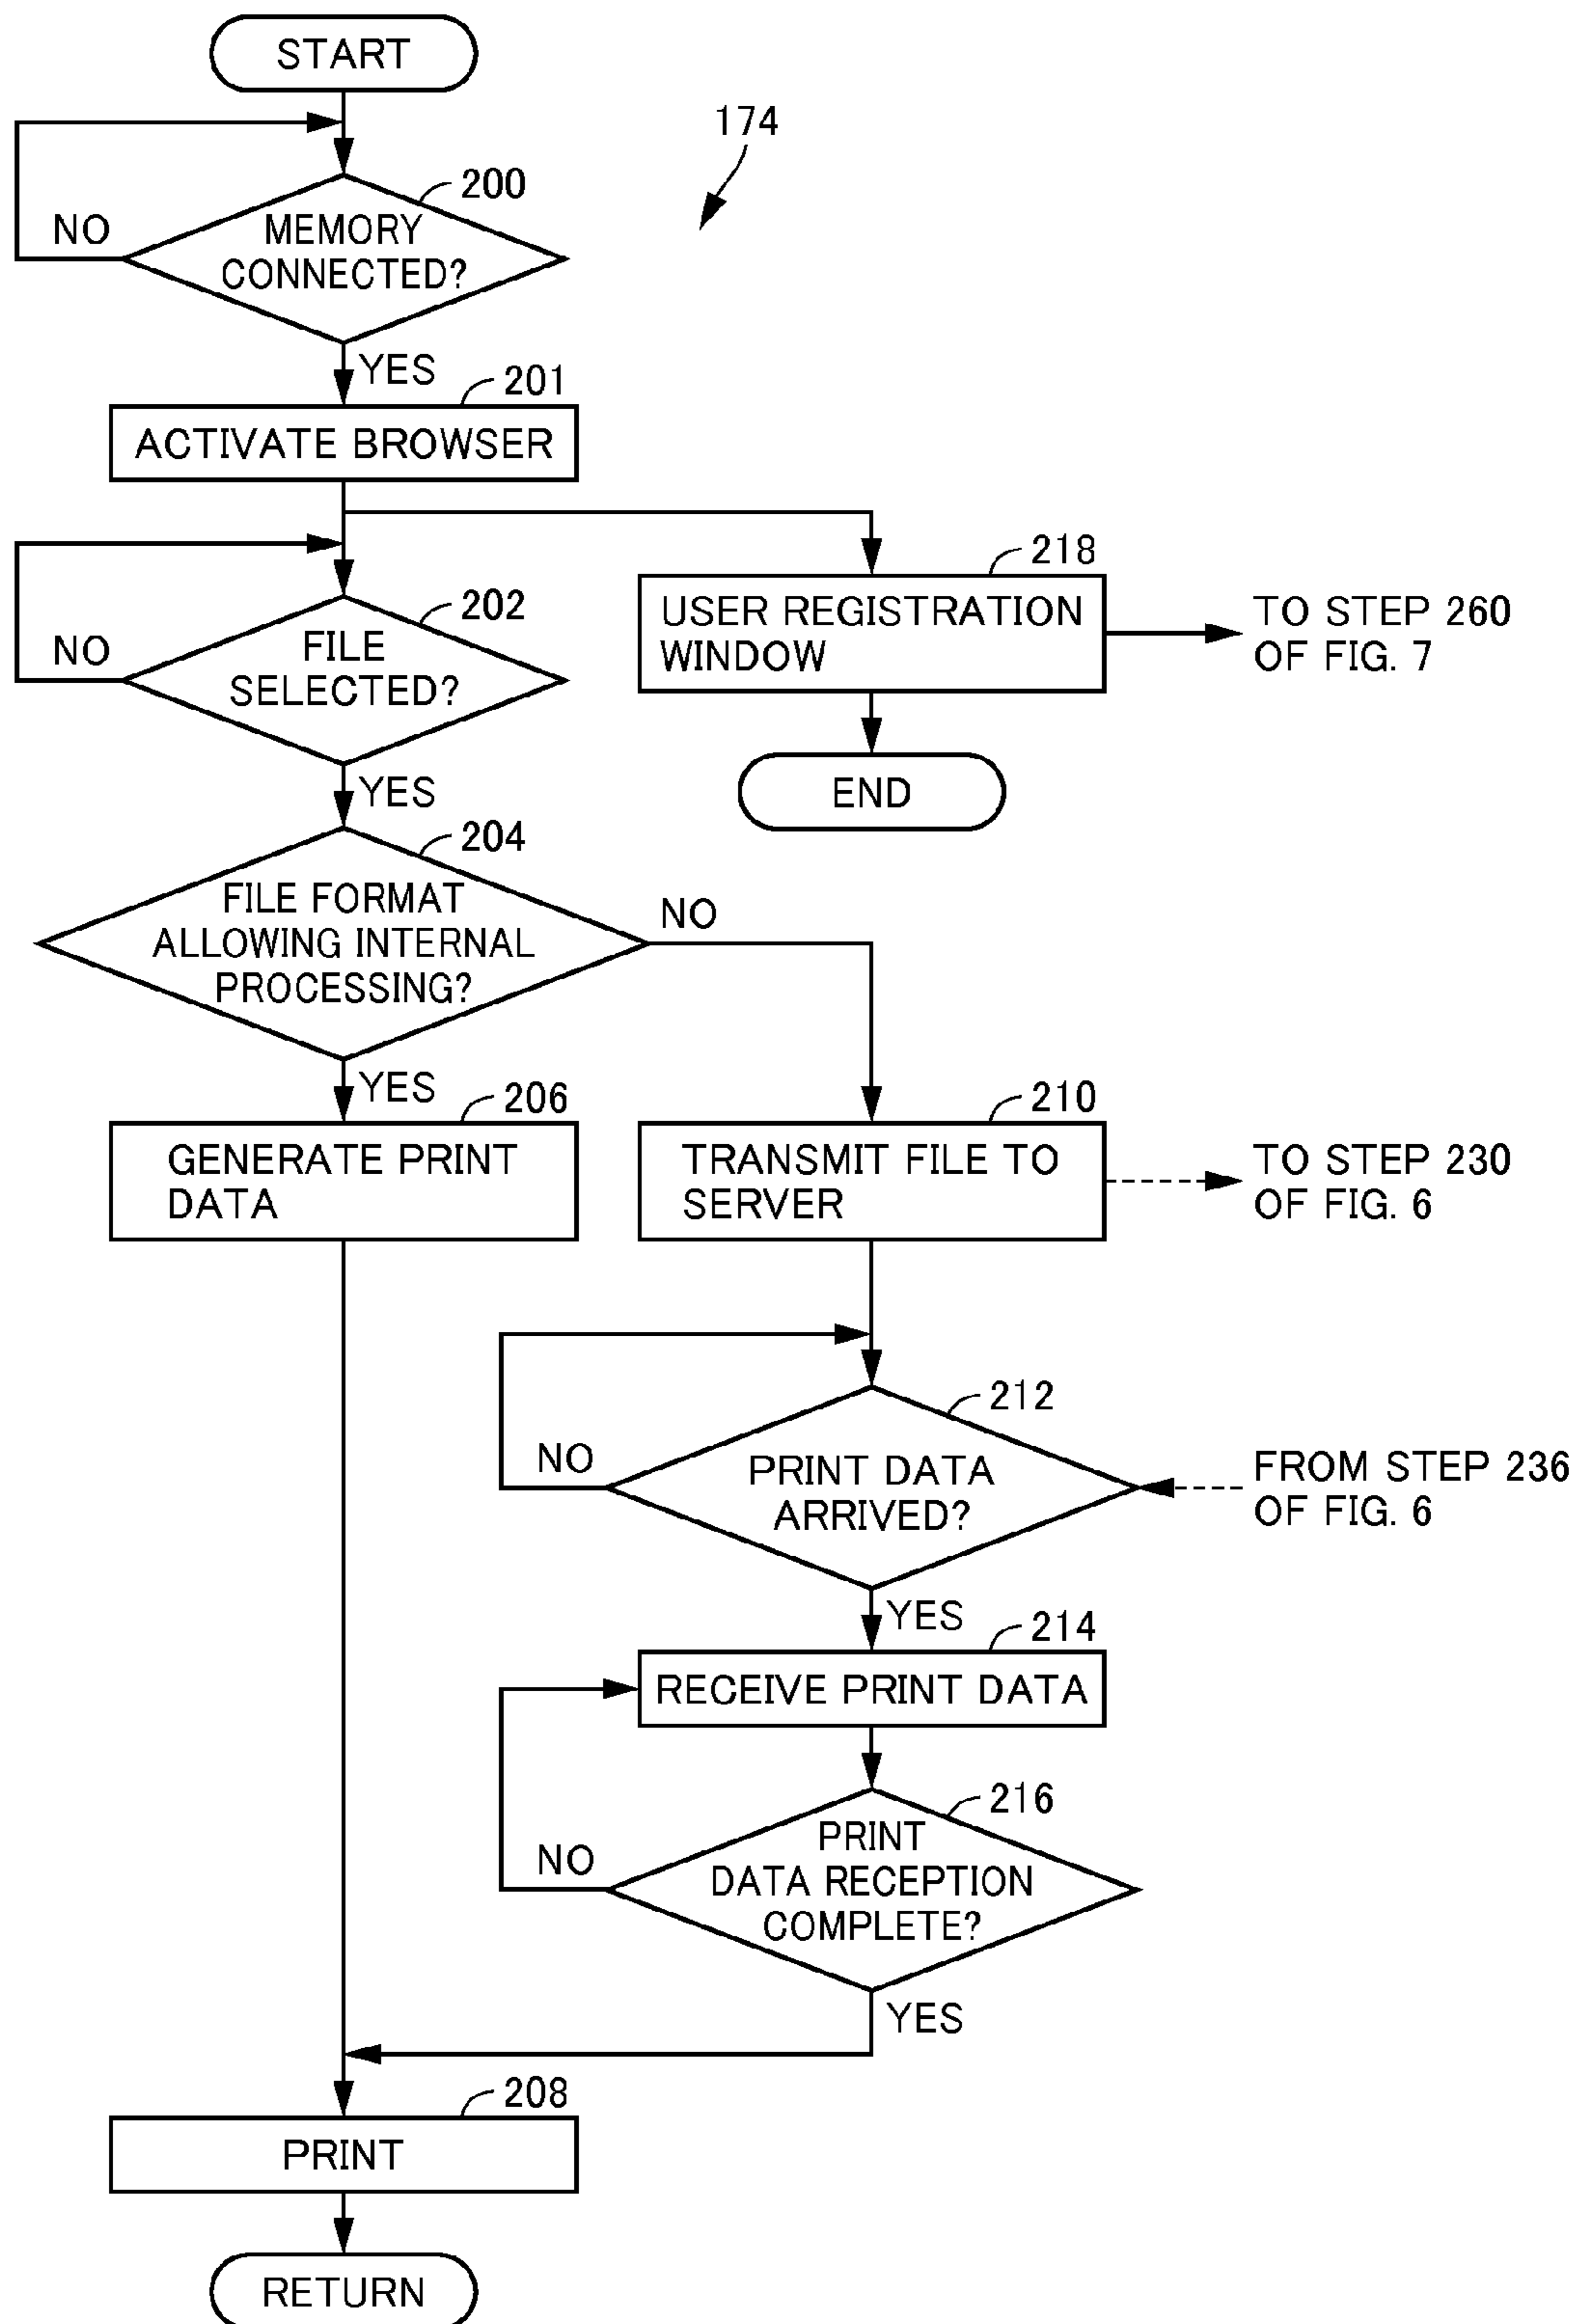 START
174
200
MEMORY
CONNECTED?
NO
YES
201
ACTIVATE BROWSER
202
FILE
SELECTED?
NO
YES
218
USER REGISTRATION
WINDOW
TO STEP 260
OF FIG. 7
END
204
FILE FORMAT
ALLOWING INTERNAL
PROCESSING?
NO
YES
206
GENERATE PRINT
DATA
210
TRANSMIT FILE TO
SERVER
TO STEP 230
OF FIG. 6
212
PRINT DATA
ARRIVED?
NO
FROM STEP 236
OF FIG. 6
YES
214
RECEIVE PRINT DATA
216
PRINT
DATA RECEPTION
COMPLETE?
NO
YES
208
PRINT
RETURN